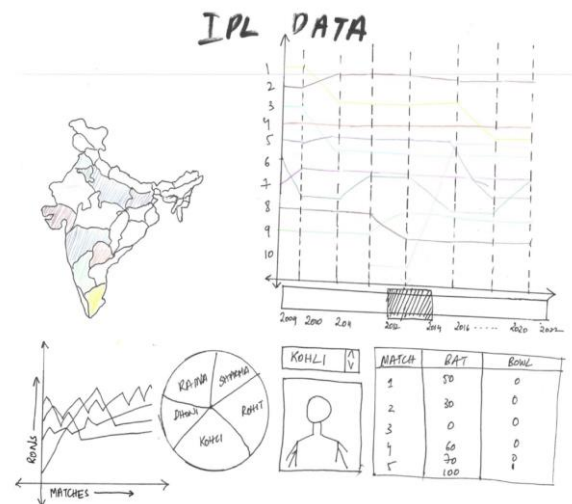 IPL DATA
1
2
3
4
5
6
7
8
9
10
2009 2010 2011 2012 2014 2016 ..... 2020 2022
RUNS
MATCHES
RAINA
SHARMA
DHONI
ROHIT
KOHLI
KOHLI
MATCH BAT BOWL
1 50 0
2 30 0
3 0 0
4 60 0
70 0
5 100